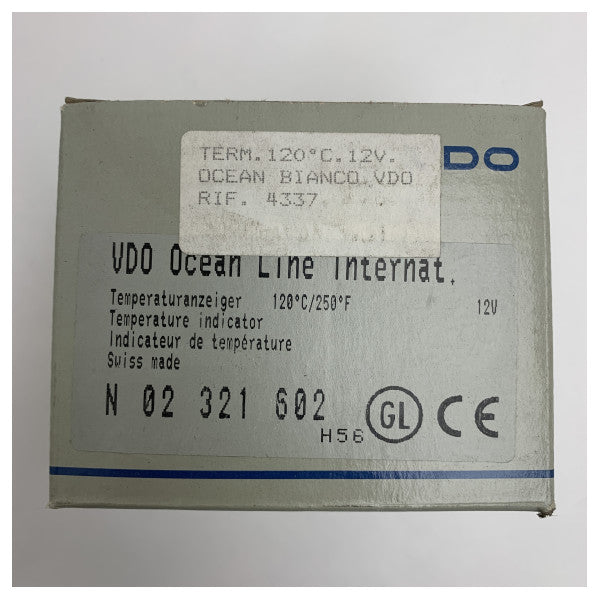 TERM.120°C.12V.
OCEAN BIANCO VDO
RIF. 4337
DO
VDO Ocean Line Internat.
Temperaturanzeiger 120°C/250°F 12V
Temperature indicator
Indicateur de température
Swiss made
N 02 321 602
H56
GL CE